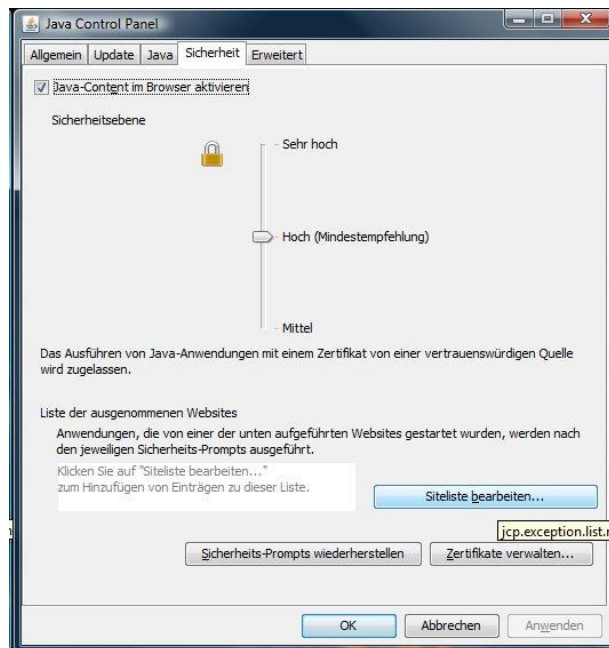 Java Control Panel
Allgemein Update Java Sicherheit Erweitert
Java-Content im Browser aktivieren
Sicherheitsebene
Sehr hoch
Hoch (Mindestempfehlung)
Mittel
Das Ausführen von Java-Anwendungen mit einem Zertifikat von einer vertrauenswürdigen Quelle
wird zugelassen.
Liste der ausgenommenen Websites
Anwendungen, die von einer der unten aufgeführten Websites gestartet wurden, werden nach
den jeweiligen Sicherheits-Prompts ausgeführt.
Klicken Sie auf "Siteliste bearbeiten..."
zum Hinzufügen von Einträgen zu dieser Liste.
Siteliste bearbeiten...
jcp.exception.list.
Sicherheits-Prompts wiederherstellen
Zertifikate verwalten...
OK
Abbrechen
Anwenden